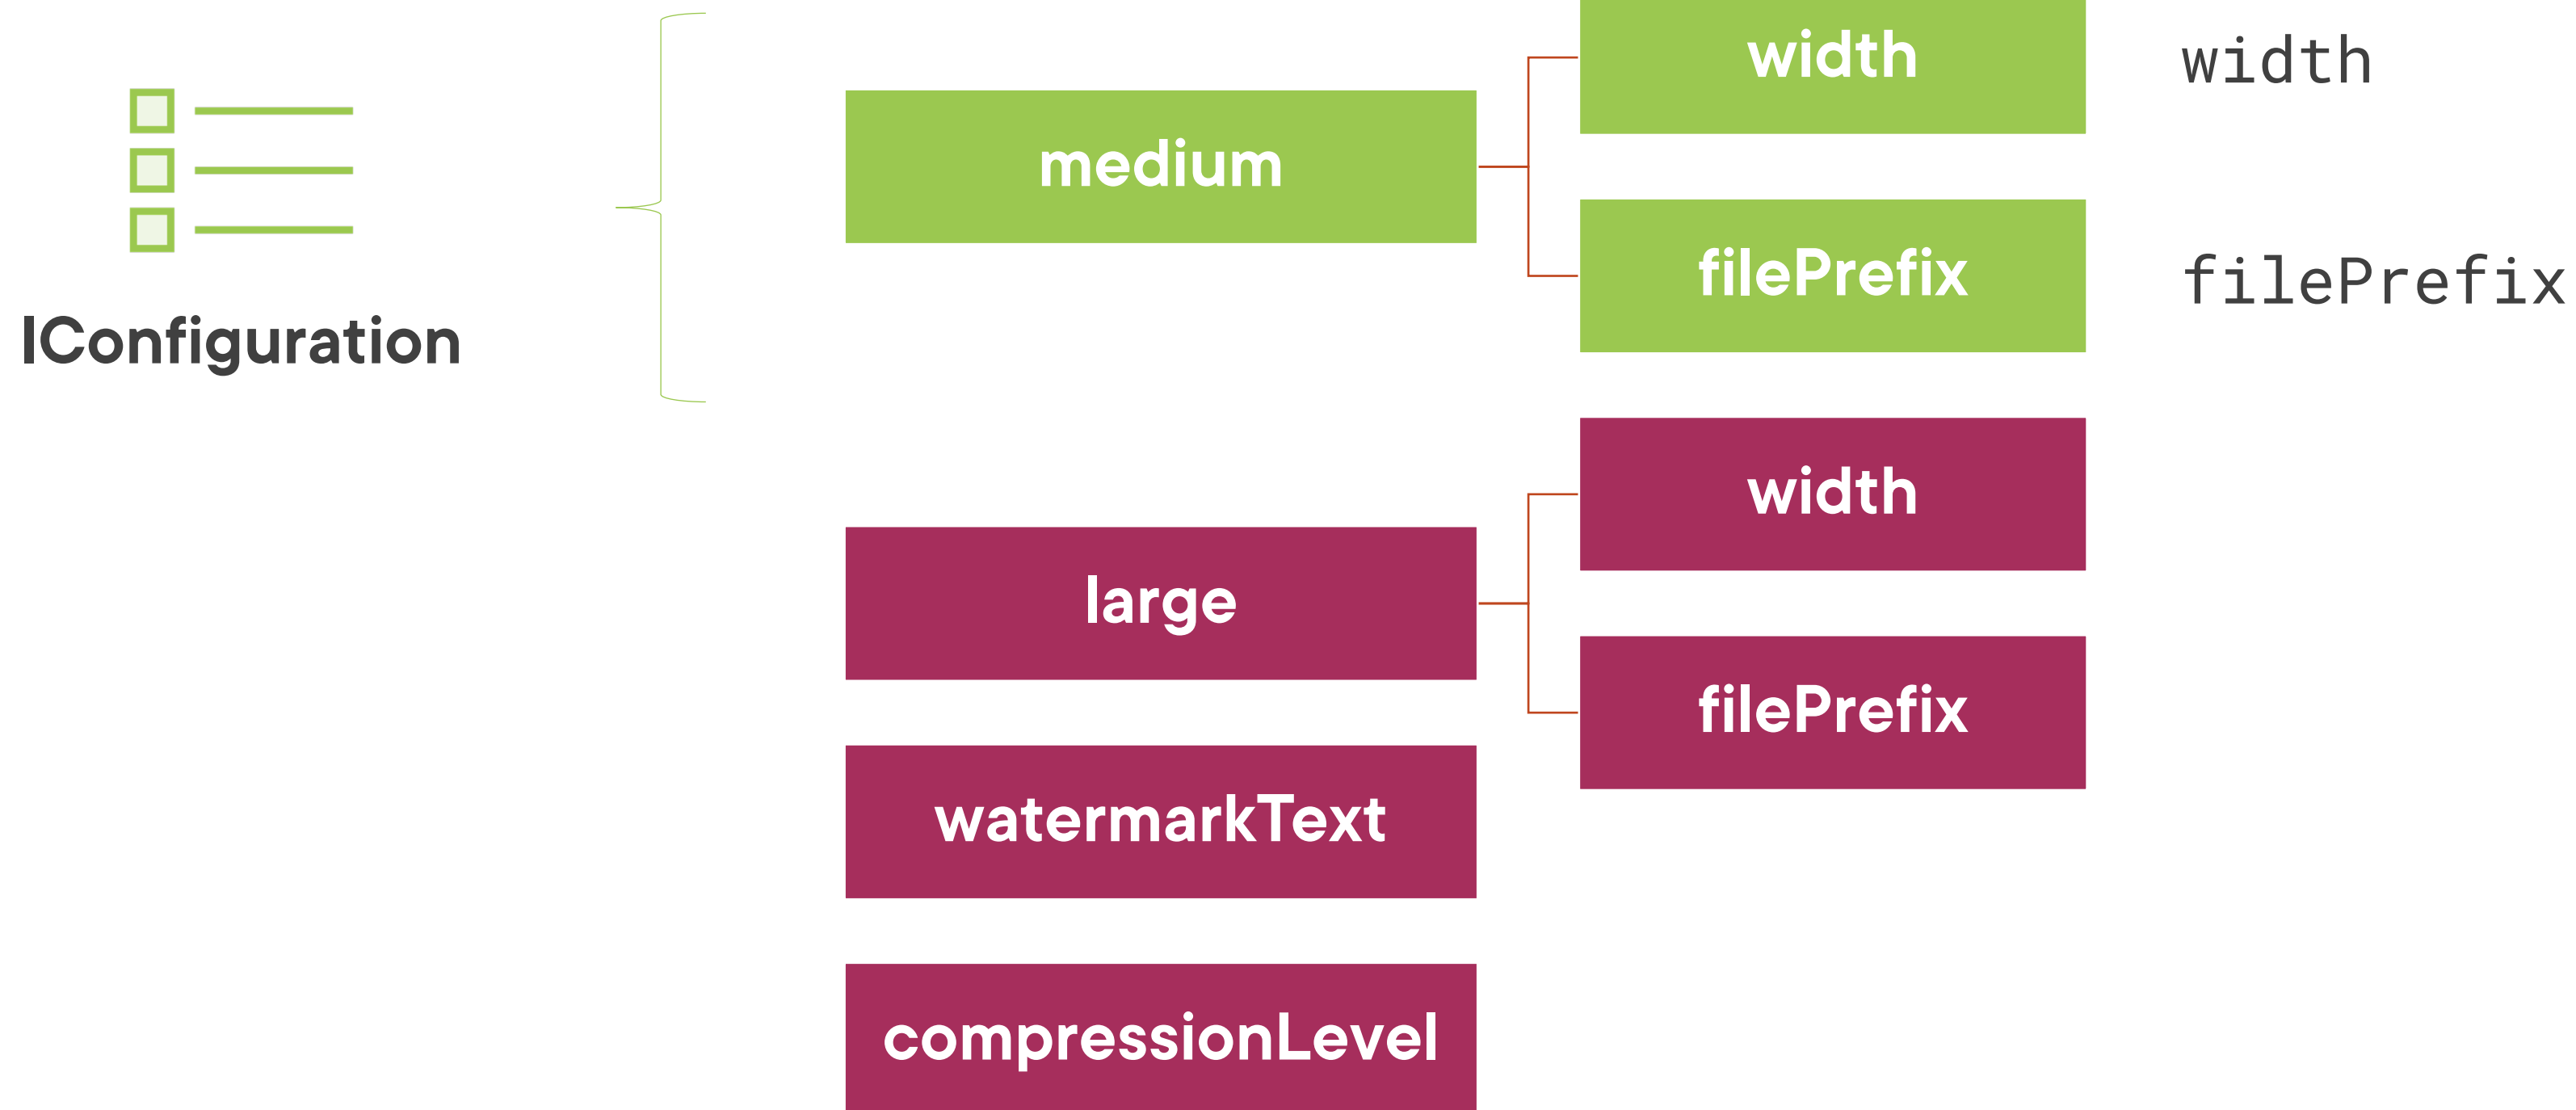 IConfiguration
medium
width
width
filePrefix
filePrefix
large
width
filePrefix
watermarkText
compressionLevel